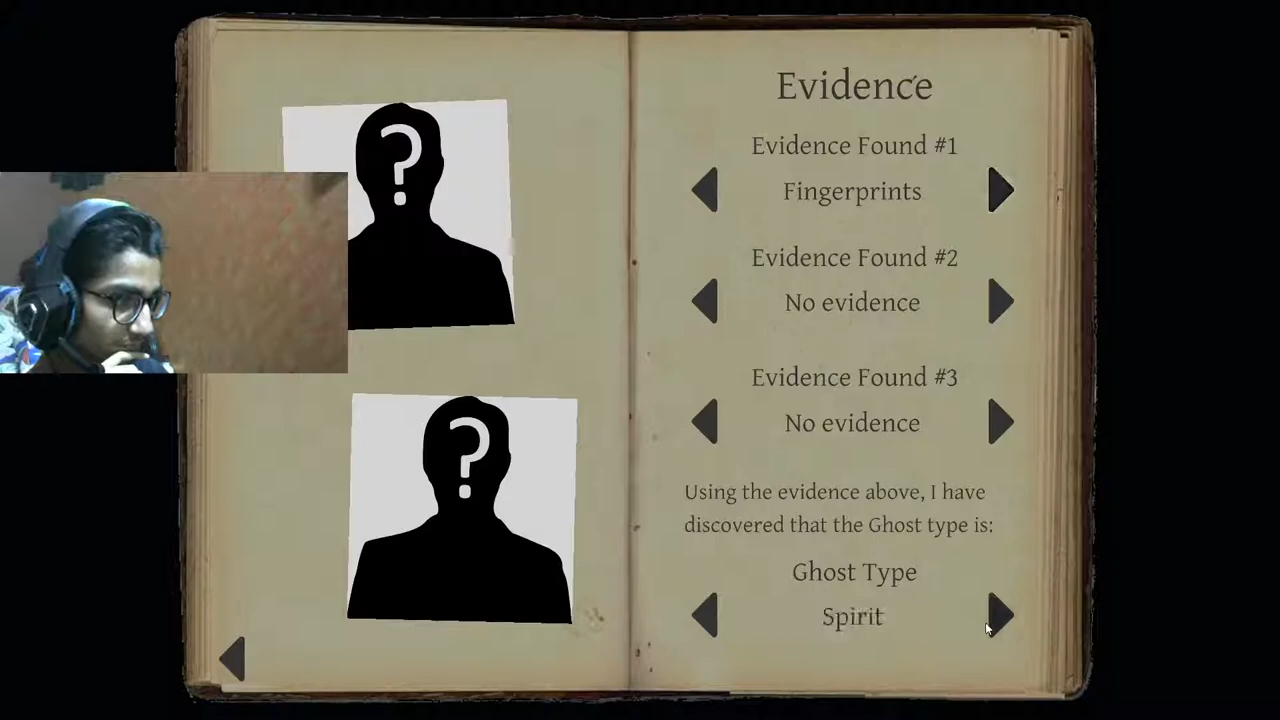 Evidence
Evidence Found #1
Fingerprints
Evidence Found #2
No evidence
Evidence Found #3
No evidence
Using the evidence above, I have
discovered that the Ghost type is:
Ghost Type
Spirit